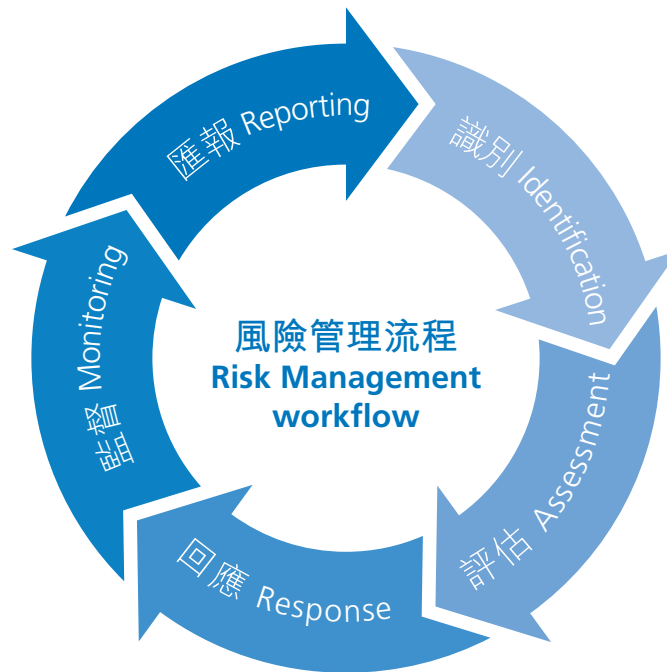 風險管理流程
Risk Management
workflow
識別 Identification
評估 Assessment
回應 Response
監督 Monitoring
匯報 Reporting